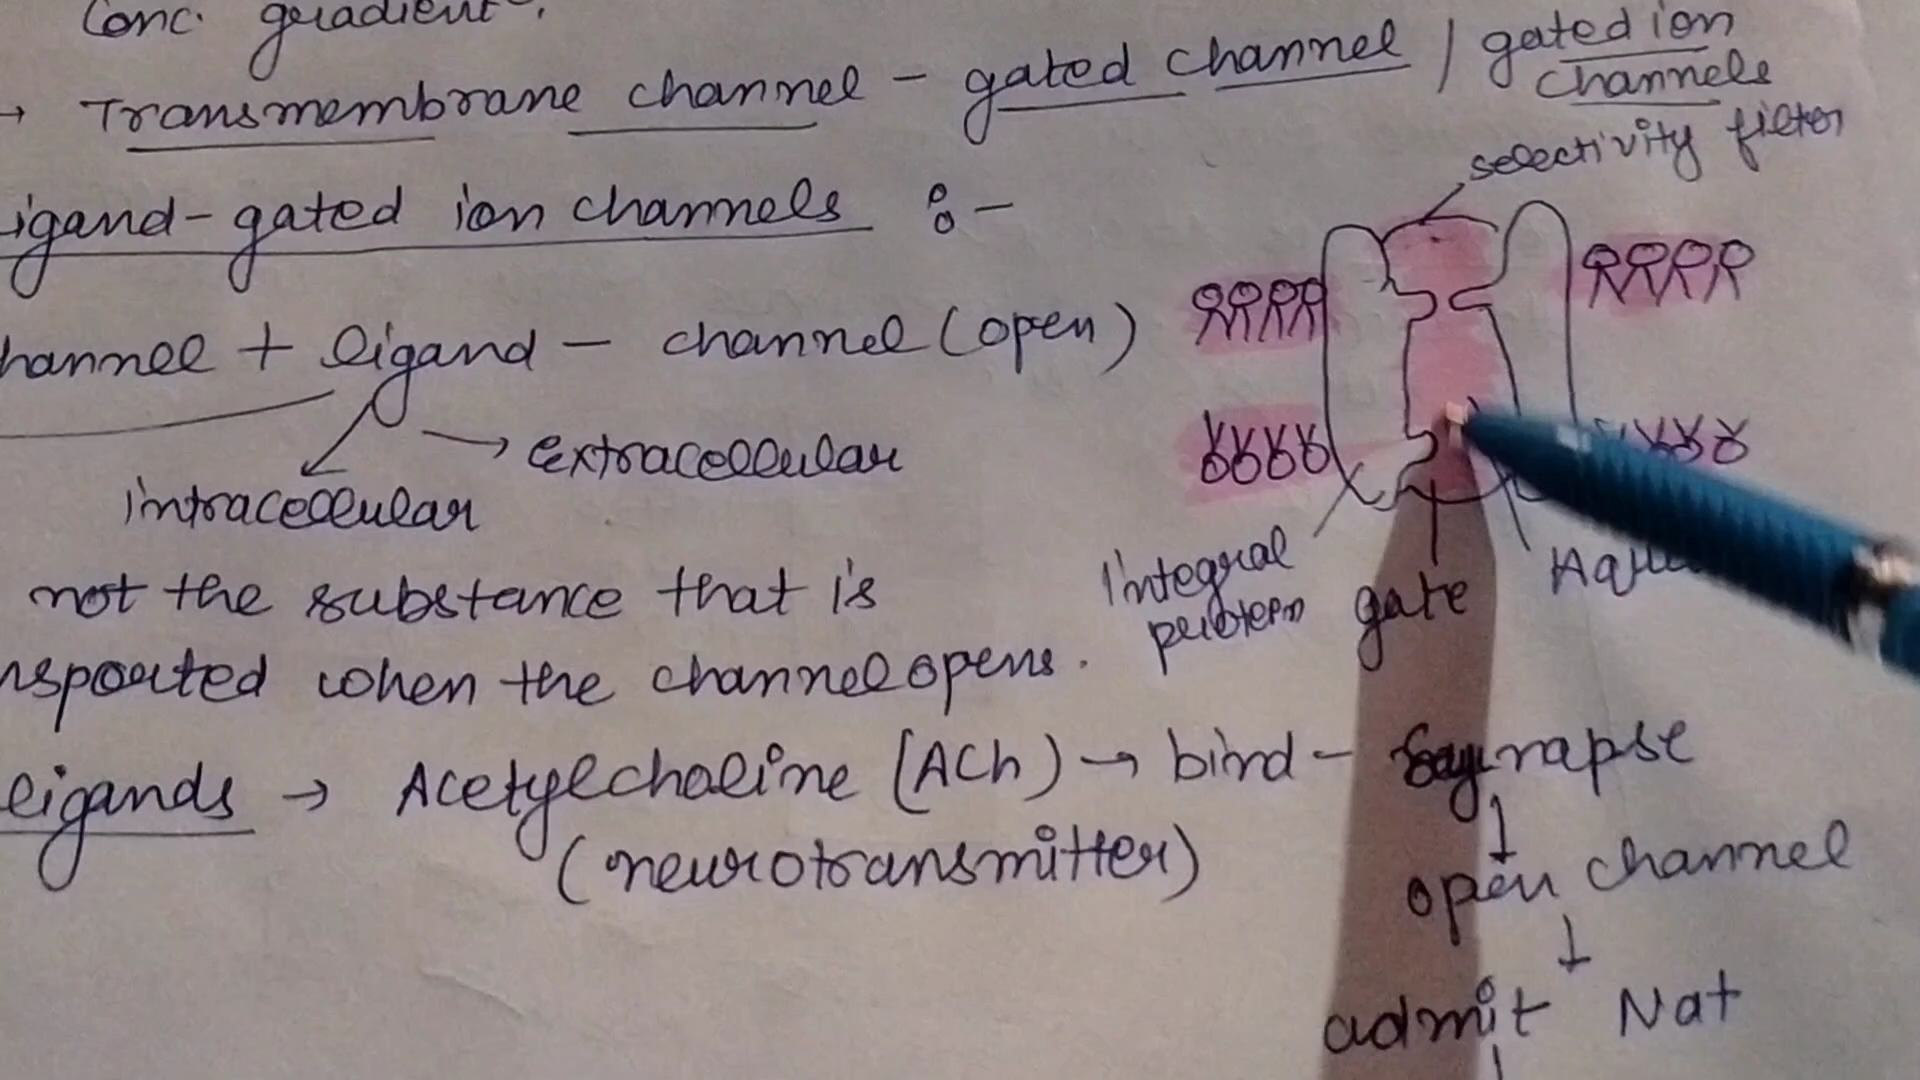 Conc. gradient.
→ Transmembrane channel - gated channel / gated ion
channels
selectivity filter
igand-gated ion channels :-
hannel + ligand - channel (open)
extracellular
intracellular
not the substance that is
Integral
protein
gate
nsported when the channel opens.
ligands → Acetylcholine (ACh) → bind - Synapse
(neurotransmitter)
open channel
admit Na+